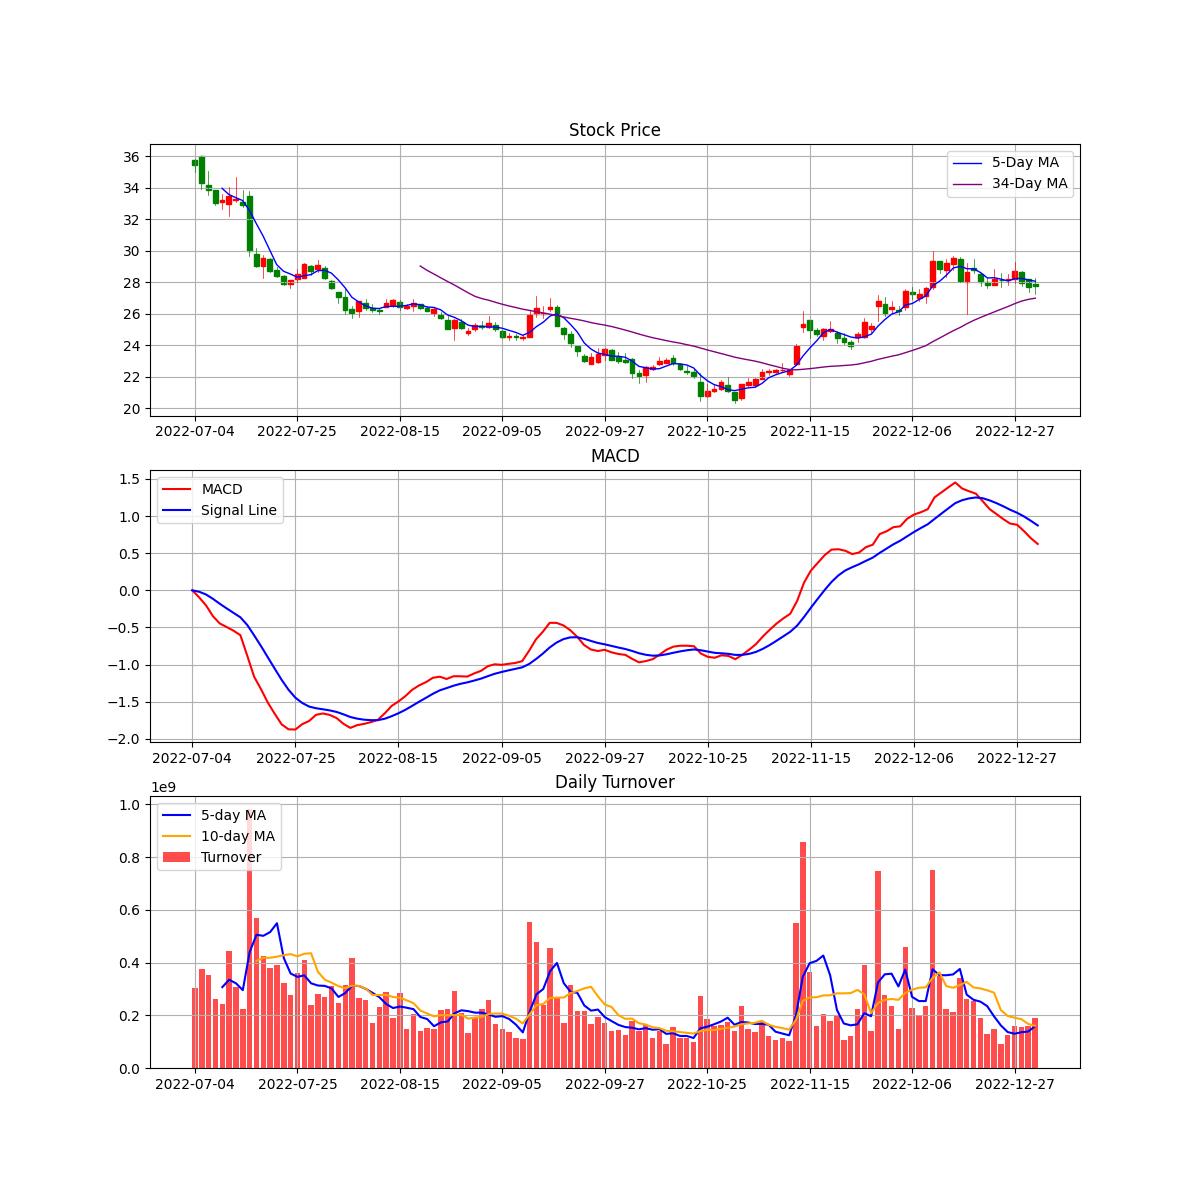 Stock Price
36
34
32
30
28
26
24
22
20
5-Day MA
34-Day MA
2022-07-04 2022-07-25 2022-08-15 2022-09-05 2022-09-27 2022-10-25 2022-11-15 2022-12-06 2022-12-27
MACD
1.5
1.0
0.5
0.0
−0.5
−1.0
−1.5
−2.0
MACD
Signal Line
2022-07-04 2022-07-25 2022-08-15 2022-09-05 2022-09-27 2022-10-25 2022-11-15 2022-12-06 2022-12-27
Daily Turnover
1e9
1.0
0.8
0.6
0.4
0.2
0.0
5-day MA
10-day MA
Turnover
2022-07-04 2022-07-25 2022-08-15 2022-09-05 2022-09-27 2022-10-25 2022-11-15 2022-12-06 2022-12-27